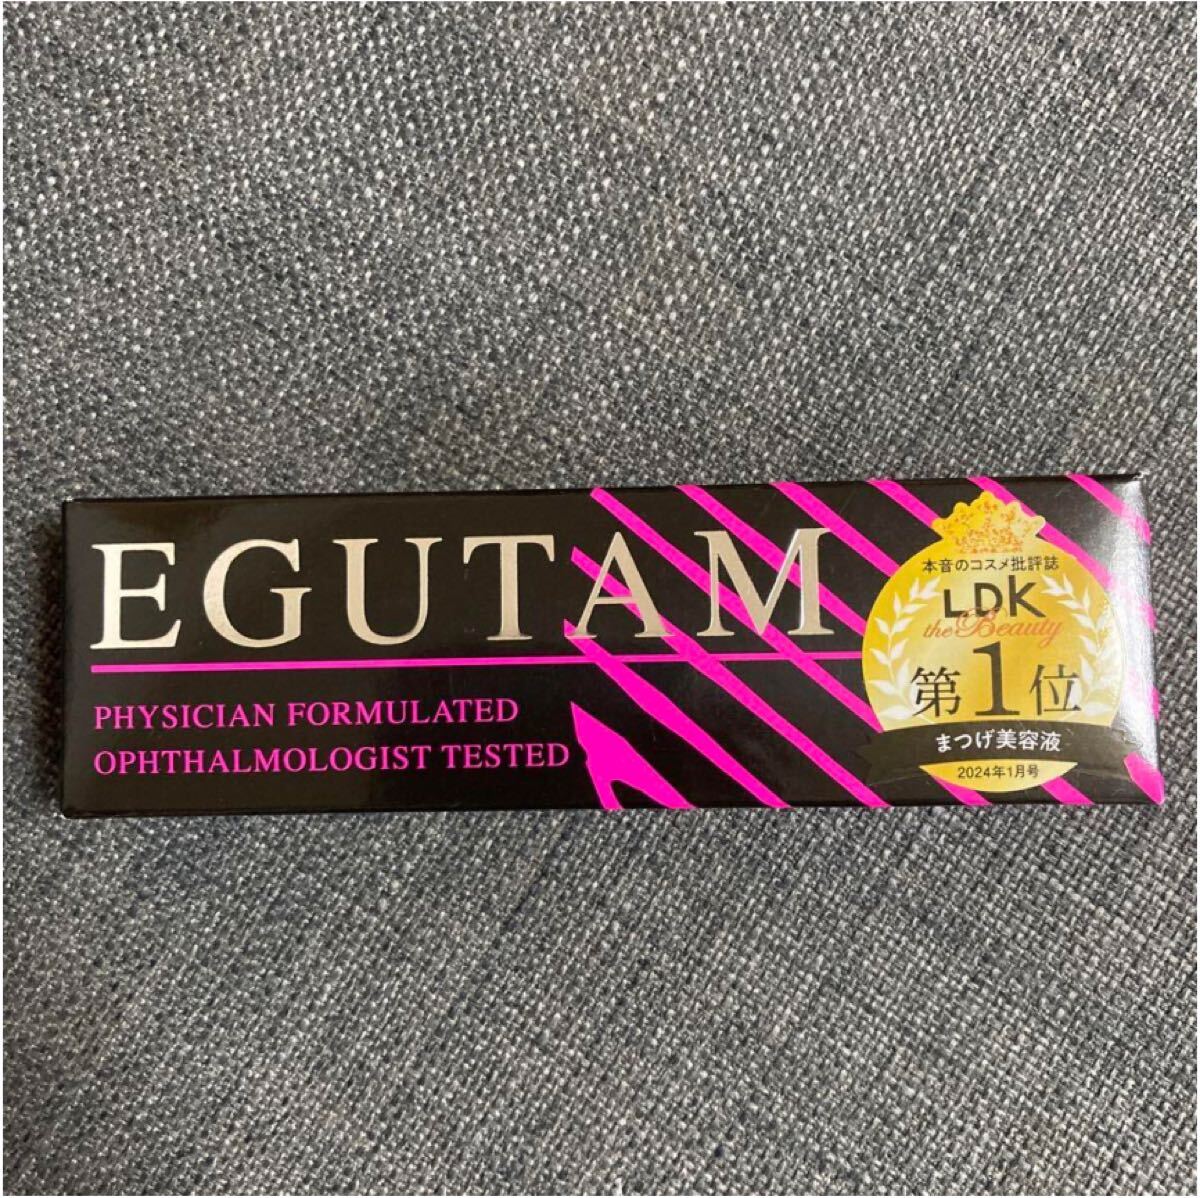 EGUTAM
PHYSICIAN FORMULATED
OPHTHALMOLOGIST TESTED
本音のコスメ批評誌
LDK
the Beauty
第1位
まつげ美容液
2024年1月号